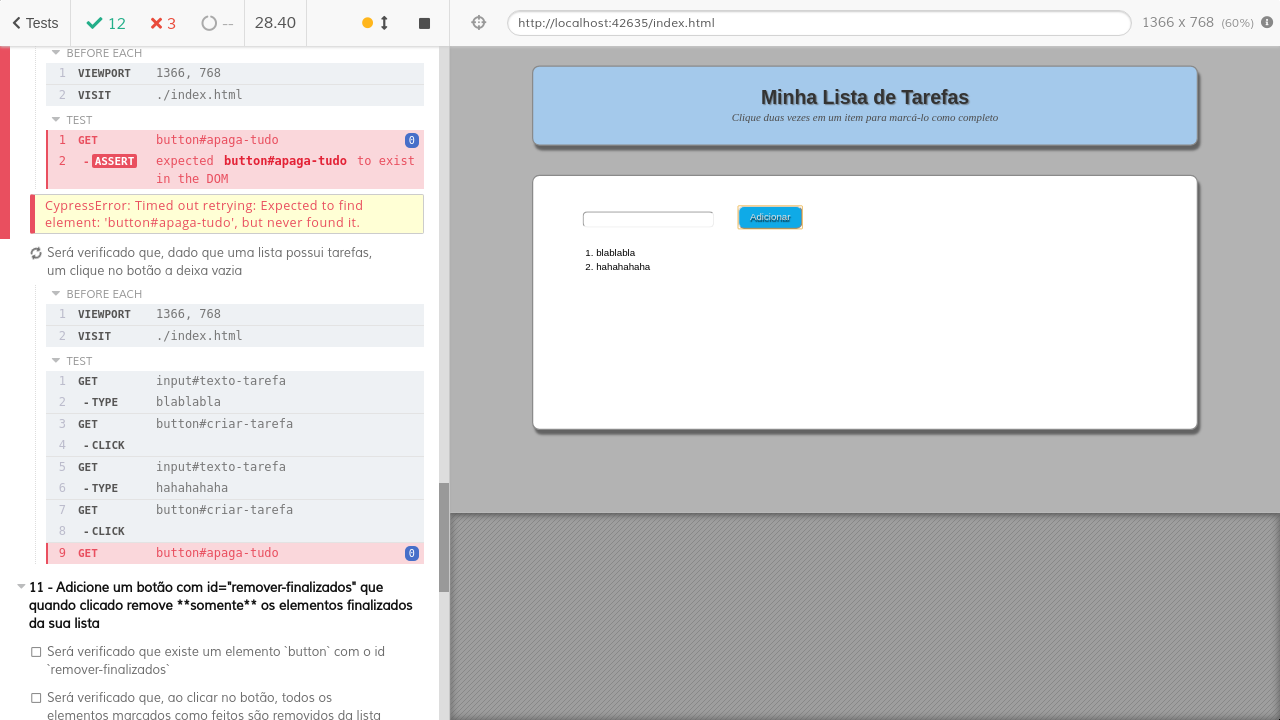 Tests 12 3 -- 28.40
http://localhost:42635/index.html 1366 x 768 (60%)
BEFORE EACH
1 VIEWPORT 1366, 768
2 VISIT ./index.html
TEST
1 GET button#apaga-tudo 0
2 - ASSERT expected button#apaga-tudo to exist
in the DOM
CypressError: Timed out retrying: Expected to find
element: 'button#apaga-tudo', but never found it.
Será verificado que, dado que uma lista possui tarefas,
um clique no botão a deixa vazia
BEFORE EACH
1 VIEWPORT 1366, 768
2 VISIT ./index.html
TEST
1 GET input#texto-tarefa
2 - TYPE blablabla
3 GET button#criar-tarefa
4 - CLICK
5 GET input#texto-tarefa
6 - TYPE hahahahaha
7 GET button#criar-tarefa
8 - CLICK
9 GET button#apaga-tudo 0
11 - Adicione um botão com id="remover-finalizados" que
quando clicado remove **somente** os elementos finalizados
da sua lista
Será verificado que existe um elemento `button` com o id
`remover-finalizados`
Será verificado que, ao clicar no botão, todos os
elementos marcados como feitos são removidos da lista
Minha Lista de Tarefas
Clique duas vezes em um item para marcá-lo como completo
Adicionar
1. blablabla
2. hahahahaha